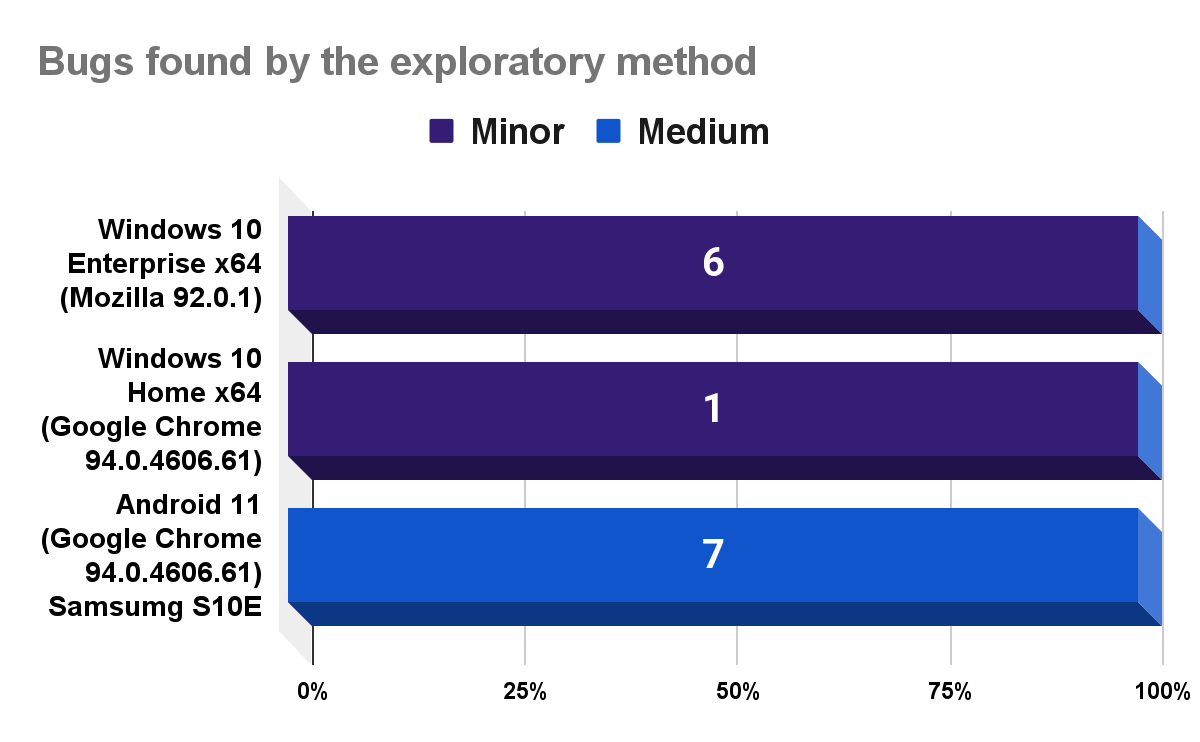 Bugs found by the exploratory method
Minor
Medium
Windows 10
Enterprise x64
(Mozilla 92.0.1)
6
Windows 10
Home x64
(Google Chrome
94.0.4606.61)
1
Android 11
(Google Chrome
94.0.4606.61)
Samsumg S10E
7
0%
25%
50%
75%
100%